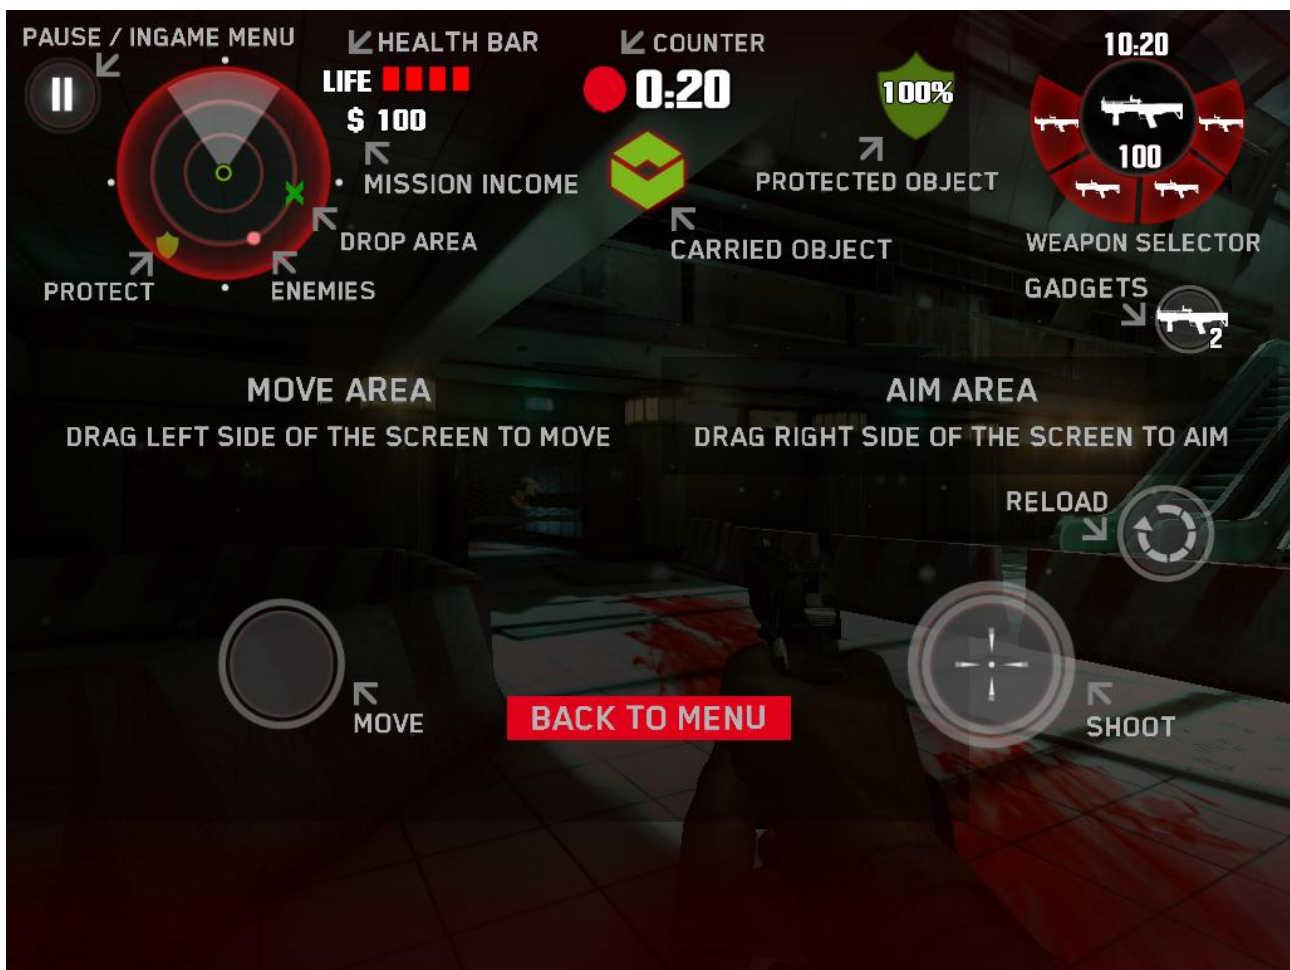 PAUSE / INGAME MENU
HEALTH BAR
COUNTER
10:20
LIFE
0:20
100%
$ 100
100
MISSION INCOME
PROTECTED OBJECT
DROP AREA
CARRIED OBJECT
WEAPON SELECTOR
PROTECT
ENEMIES
GADGETS
2
MOVE AREA
AIM AREA
DRAG LEFT SIDE OF THE SCREEN TO MOVE
DRAG RIGHT SIDE OF THE SCREEN TO AIM
RELOAD
MOVE
BACK TO MENU
SHOOT